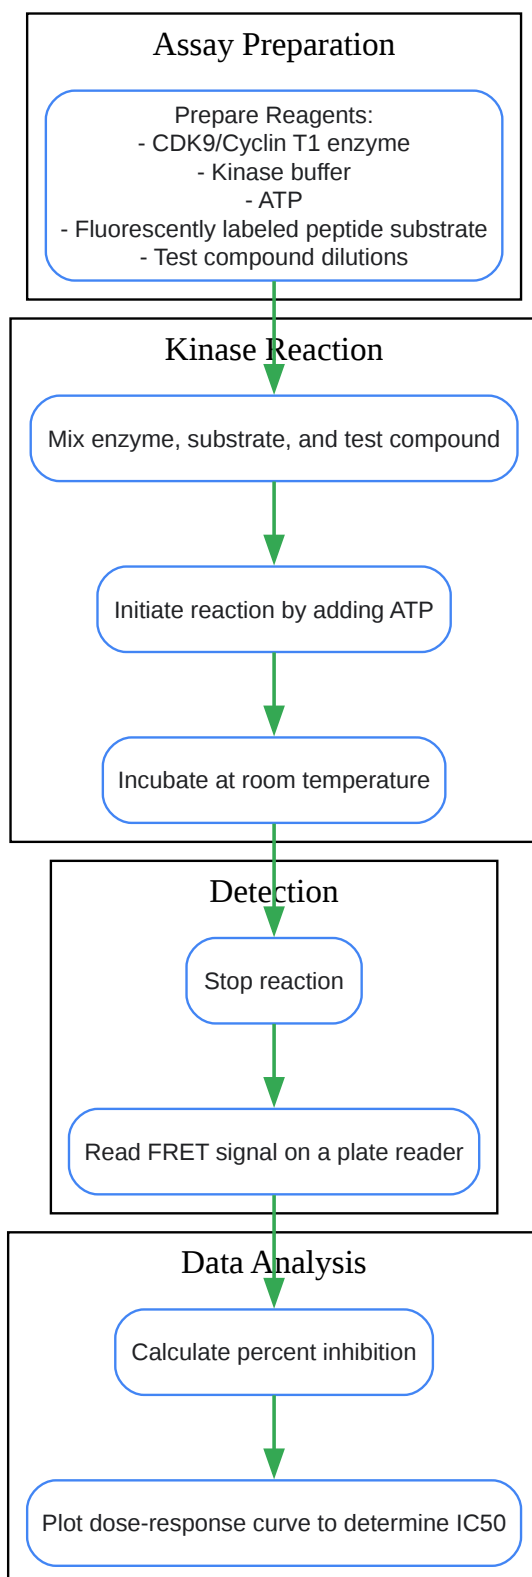 Assay Preparation
Prepare Reagents:
- CDK9/Cyclin T1 enzyme
- Kinase buffer
- ATP
- Fluorescently labeled peptide substrate
- Test compound dilutions
Kinase Reaction
Mix enzyme, substrate, and test compound
Initiate reaction by adding ATP
Incubate at room temperature
Detection
Stop reaction
Read FRET signal on a plate reader
Data Analysis
Calculate percent inhibition
Plot dose-response curve to determine IC50